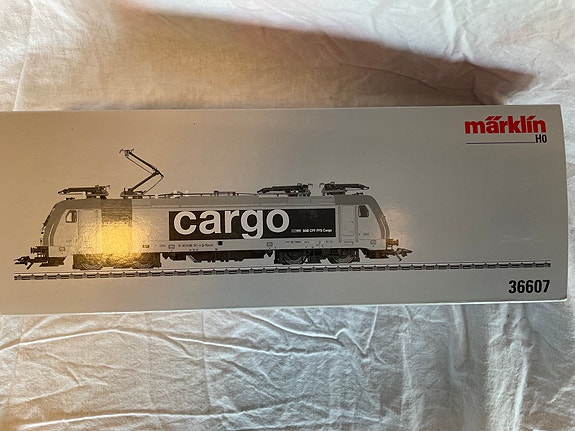 märklin
H0
cargo
SBB CFF FFS Cargo
36607